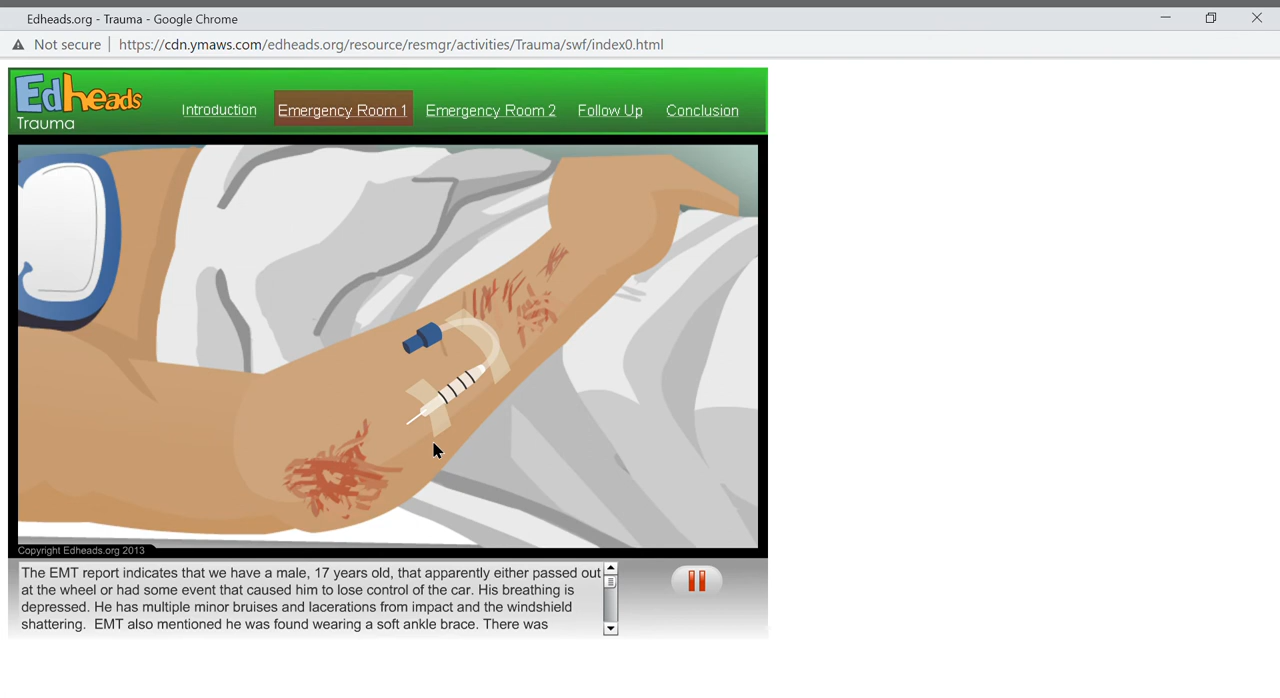 Edheads.org - Trauma - Google Chrome
Not secure | https://cdn.ymaws.com/edheads.org/resource/resmgr/activities/Trauma/swf/index0.html
Edheads
Trauma
Introduction Emergency Room 1 Emergency Room 2 Follow Up Conclusion
Copyright Edheads.org 2013
The EMT report indicates that we have a male, 17 years old, that apparently either passed out
at the wheel or had some event that caused him to lose control of the car. His breathing is
depressed. He has multiple minor bruises and lacerations from impact and the windshield
shattering. EMT also mentioned he was found wearing a soft ankle brace. There was